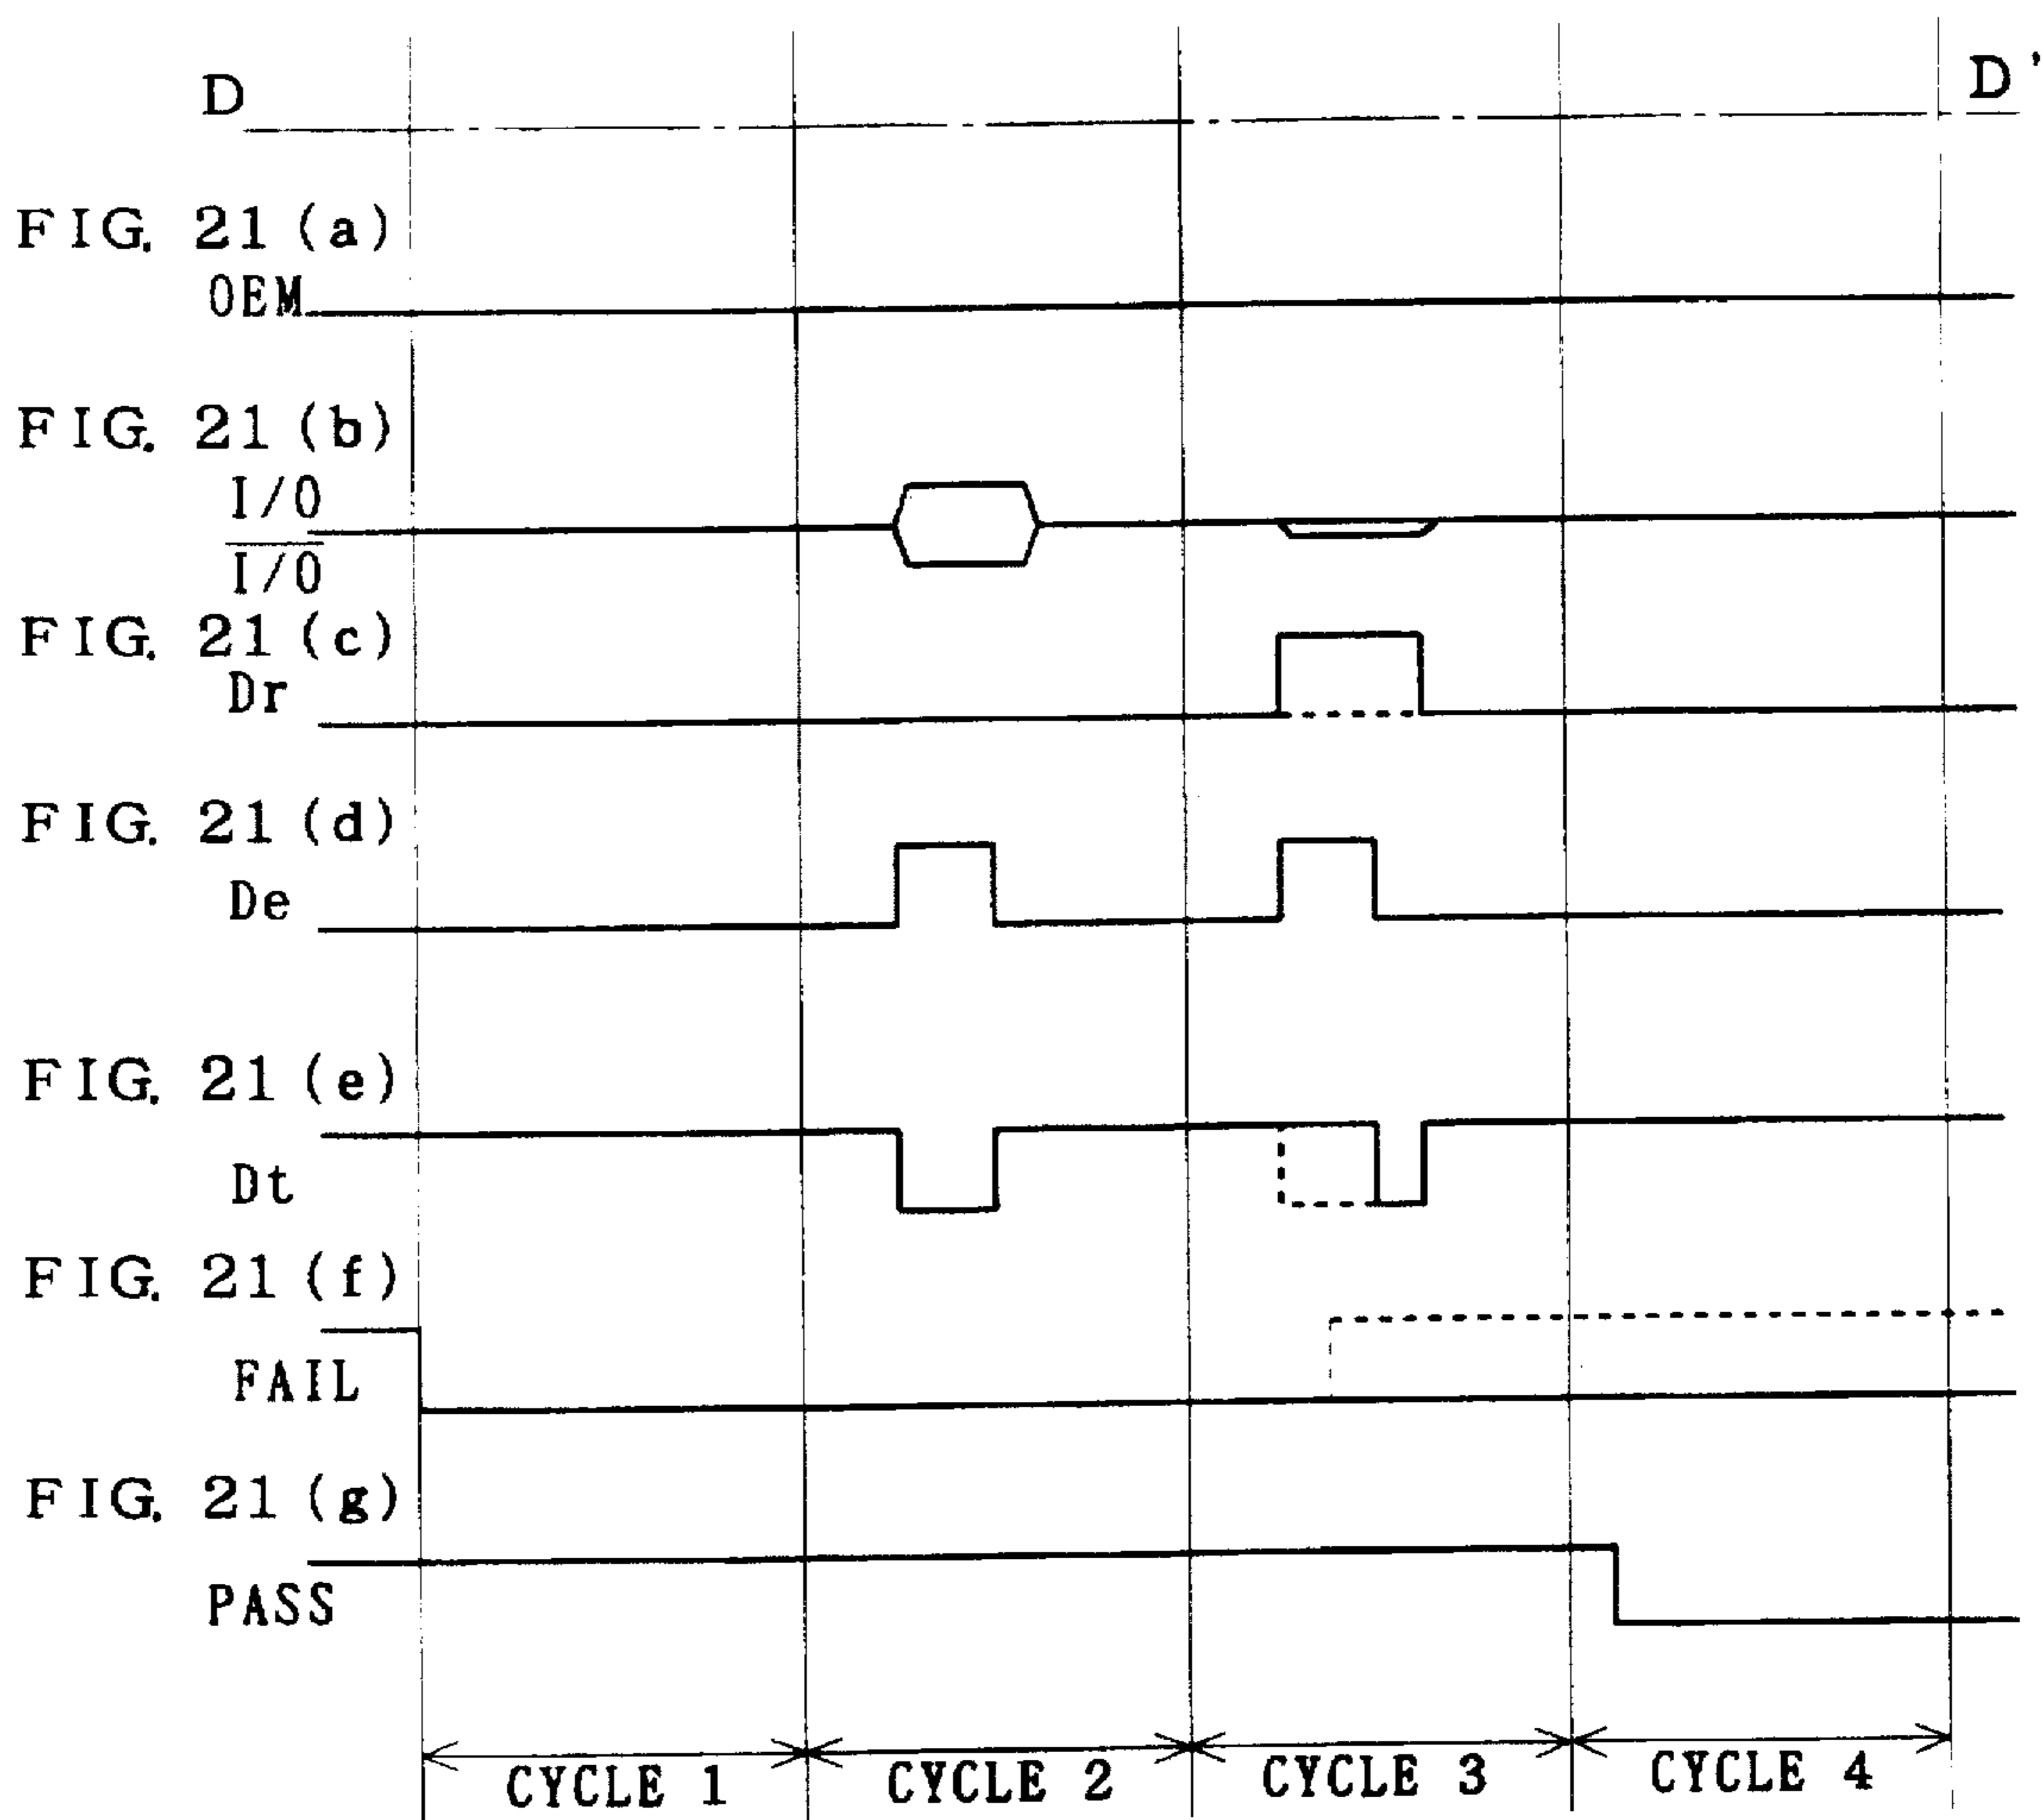 D D'
FIG. 21 (a)
OEM
FIG. 21 (b)
I/O
I/O
FIG. 21 (c)
Dr
FIG. 21 (d)
De
FIG. 21 (e)
Dt
FIG. 21 (f)
FAIL
FIG. 21 (g)
PASS
CYCLE 1 CYCLE 2 CYCLE 3 CYCLE 4